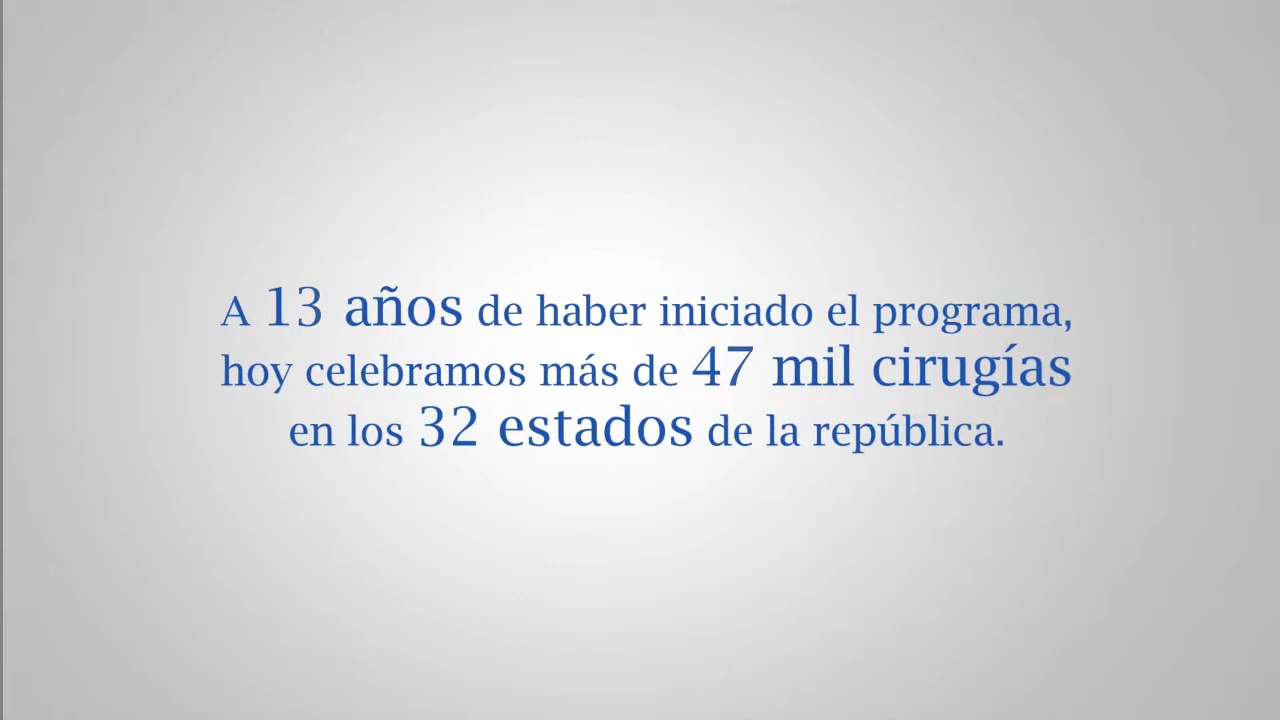 A 13 años de haber iniciado el programa,
hoy celebramos más de 47 mil cirugías
en los 32 estados de la república.